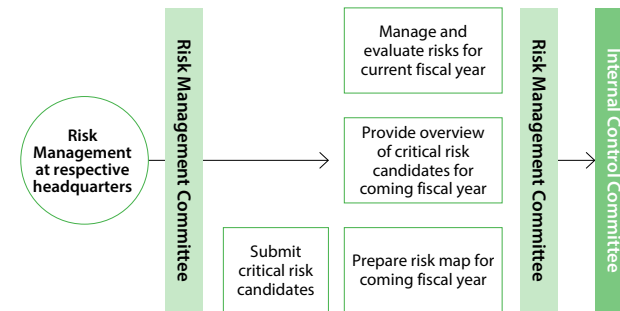 Risk
Management
at respective
headquarters
Risk Management Committee
Submit
critical risk
candidates
Manage and
evaluate risks for
current fiscal year
Provide overview
of critical risk
candidates for
coming fiscal year
Prepare risk map for
coming fiscal year
Risk Management Committee
Internal Control Committee